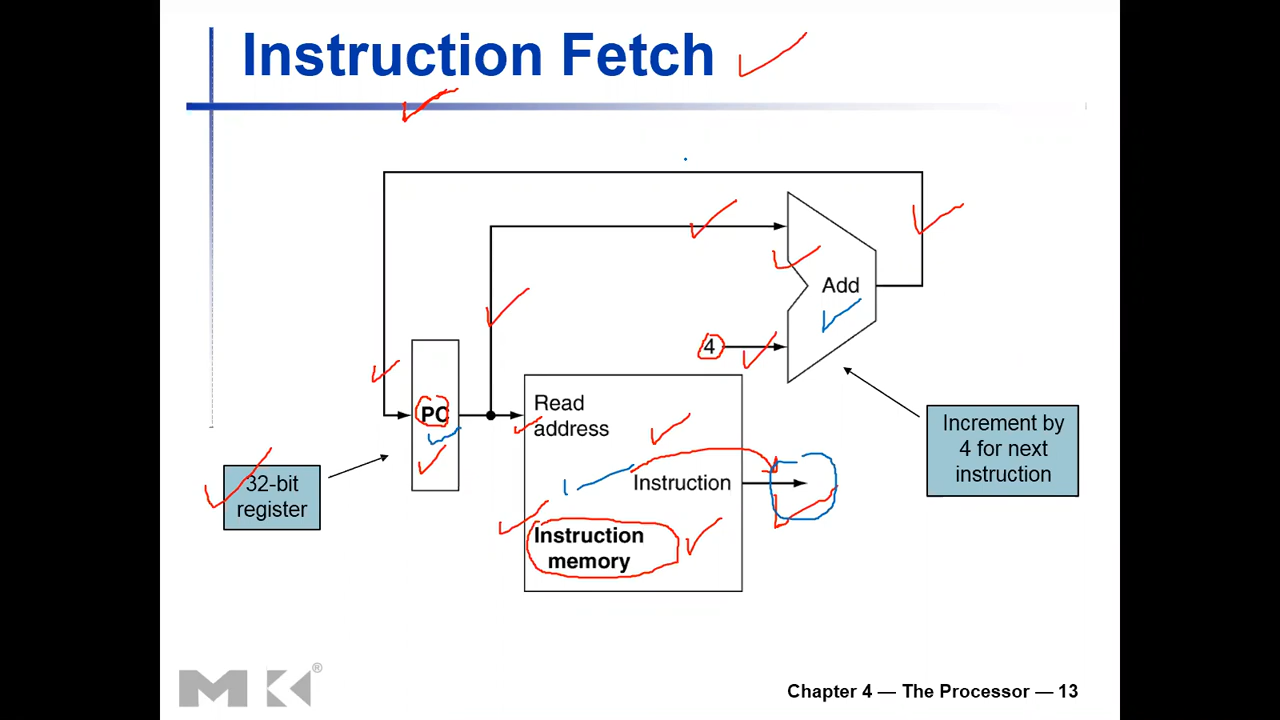 Instruction Fetch
Add
4
PC
Read
address
Instruction
Instruction
memory
32-bit
register
Increment by
4 for next
instruction
MK®
Chapter 4 — The Processor — 13